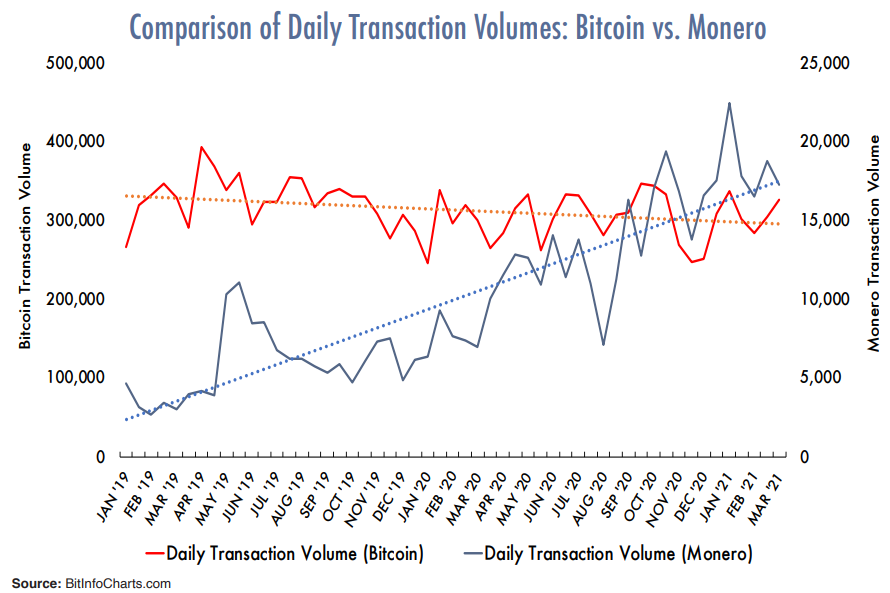 Comparison of Daily Transaction Volumes: Bitcoin vs. Monero
500,000
400,000
300,000
200,000
100,000
0
Bitcoin Transaction Volume
25,000
20,000
15,000
10,000
5,000
0
Monero Transaction Volume
JAN '19
FEB '19
MAR '19
APR '19
MAY '19
JUN '19
JUL '19
AUG '19
SEP '19
OCT '19
NOV '19
DEC '19
JAN '20
FEB '20
MAR '20
APR '20
MAY '20
JUN '20
JUL '20
AUG '20
SEP '20
OCT '20
NOV '20
DEC '20
JAN '21
FEB '21
MAR '21
Daily Transaction Volume (Bitcoin)
Daily Transaction Volume (Monero)
Source: BitInfoCharts.com